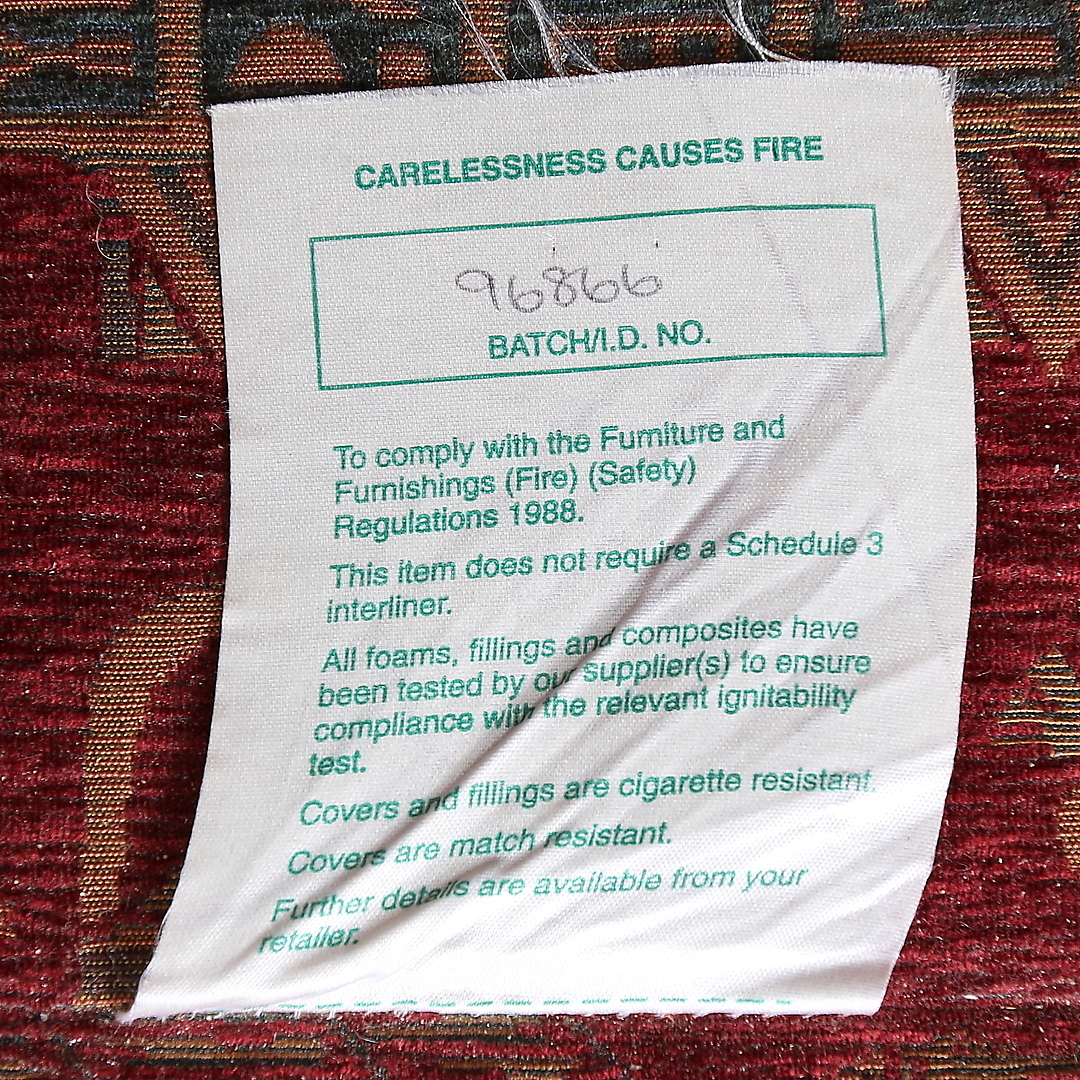 CARELESSNESS CAUSES FIRE
96866
BATCH/I.D. NO.
To comply with the Furniture and
Furnishings (Fire) (Safety)
Regulations 1988.
This item does not require a Schedule 3
interliner.
All foams, fillings and composites have
been tested by our supplier(s) to ensure
compliance with the relevant ignitability
test.
Covers and fillings are cigarette resistant.
Covers are match resistant.
Further details are available from your
retailer.